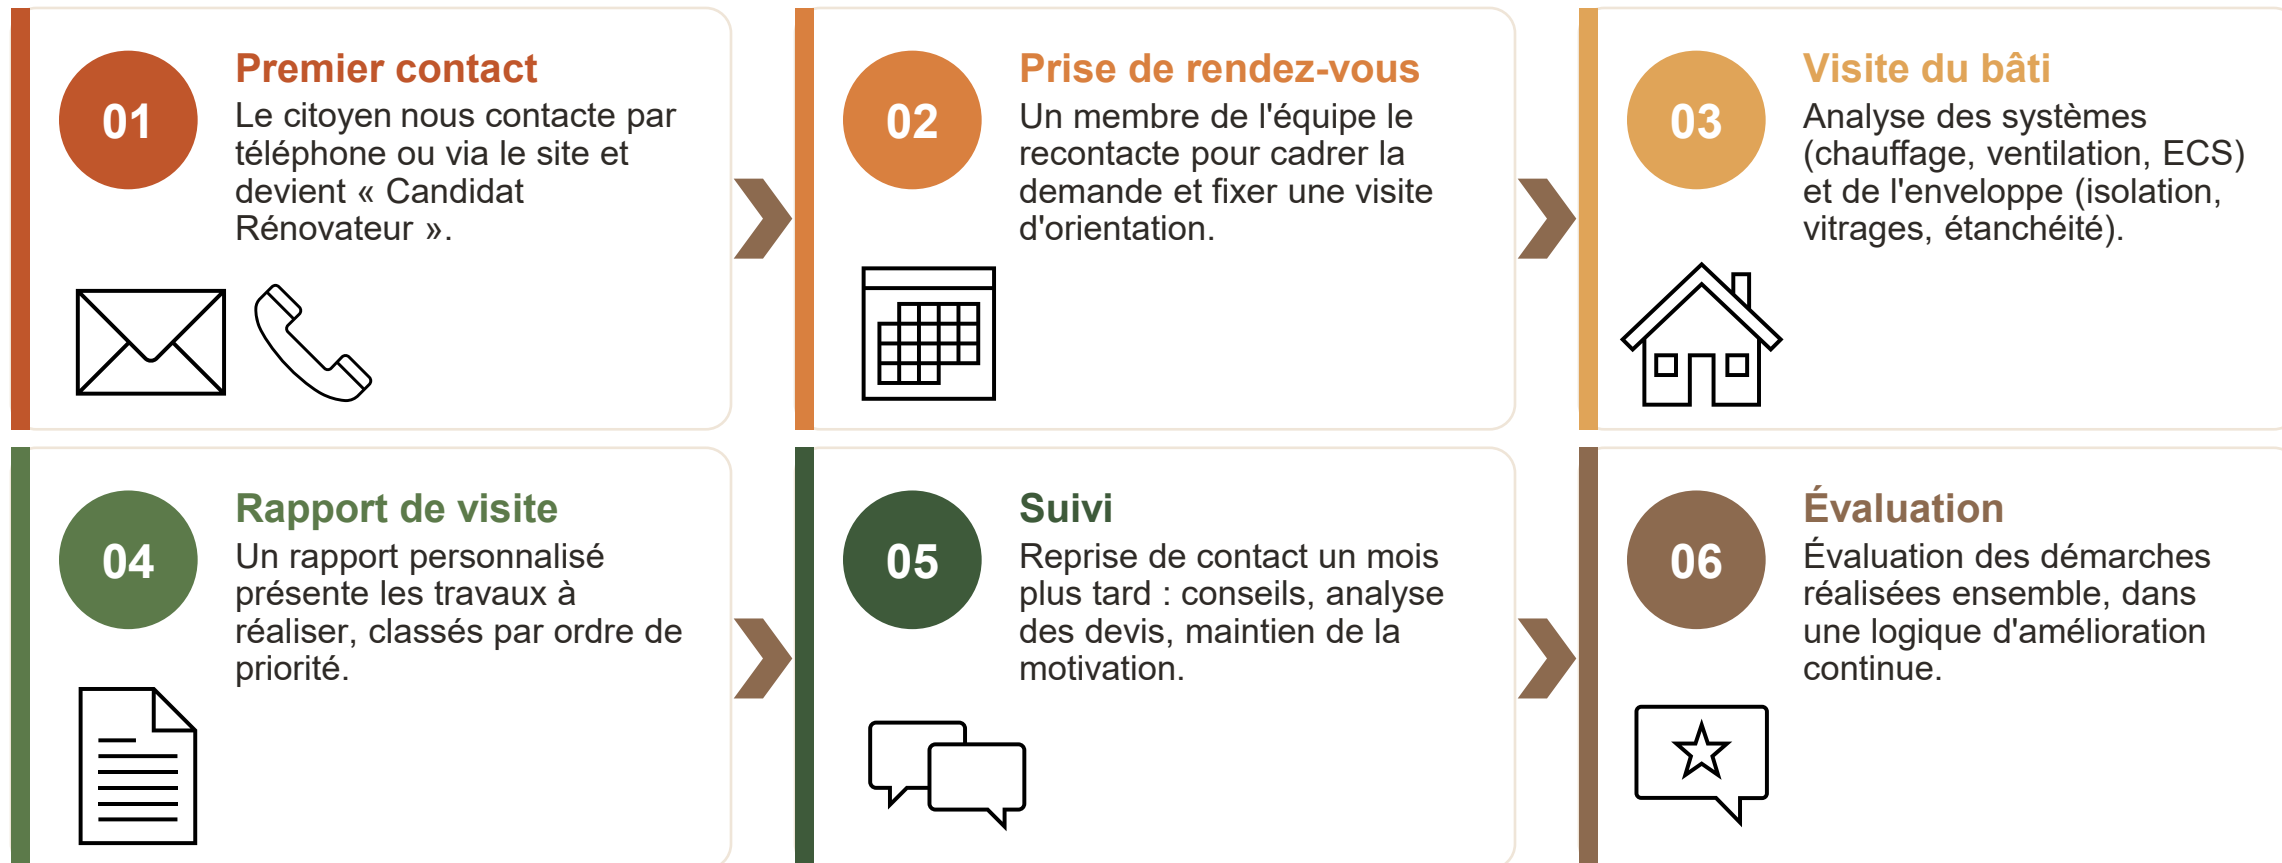 01
Premier contact
Le citoyen nous contacte par
téléphone ou via le site et
devient « Candidat
Rénovateur ».
02
Prise de rendez-vous
Un membre de l'équipe le
recontacte pour cadrer la
demande et fixer une visite
d'orientation.
03
Visite du bâti
Analyse des systèmes
(chauffage, ventilation, ECS)
et de l'enveloppe (isolation,
vitrages, étanchéité).
04
Rapport de visite
Un rapport personnalisé
présente les travaux à
réaliser, classés par ordre de
priorité.
05
Suivi
Reprise de contact un mois
plus tard : conseils, analyse
des devis, maintien de la
motivation.
06
Évaluation
Évaluation des démarches
réalisées ensemble, dans
une logique d'amélioration
continue.